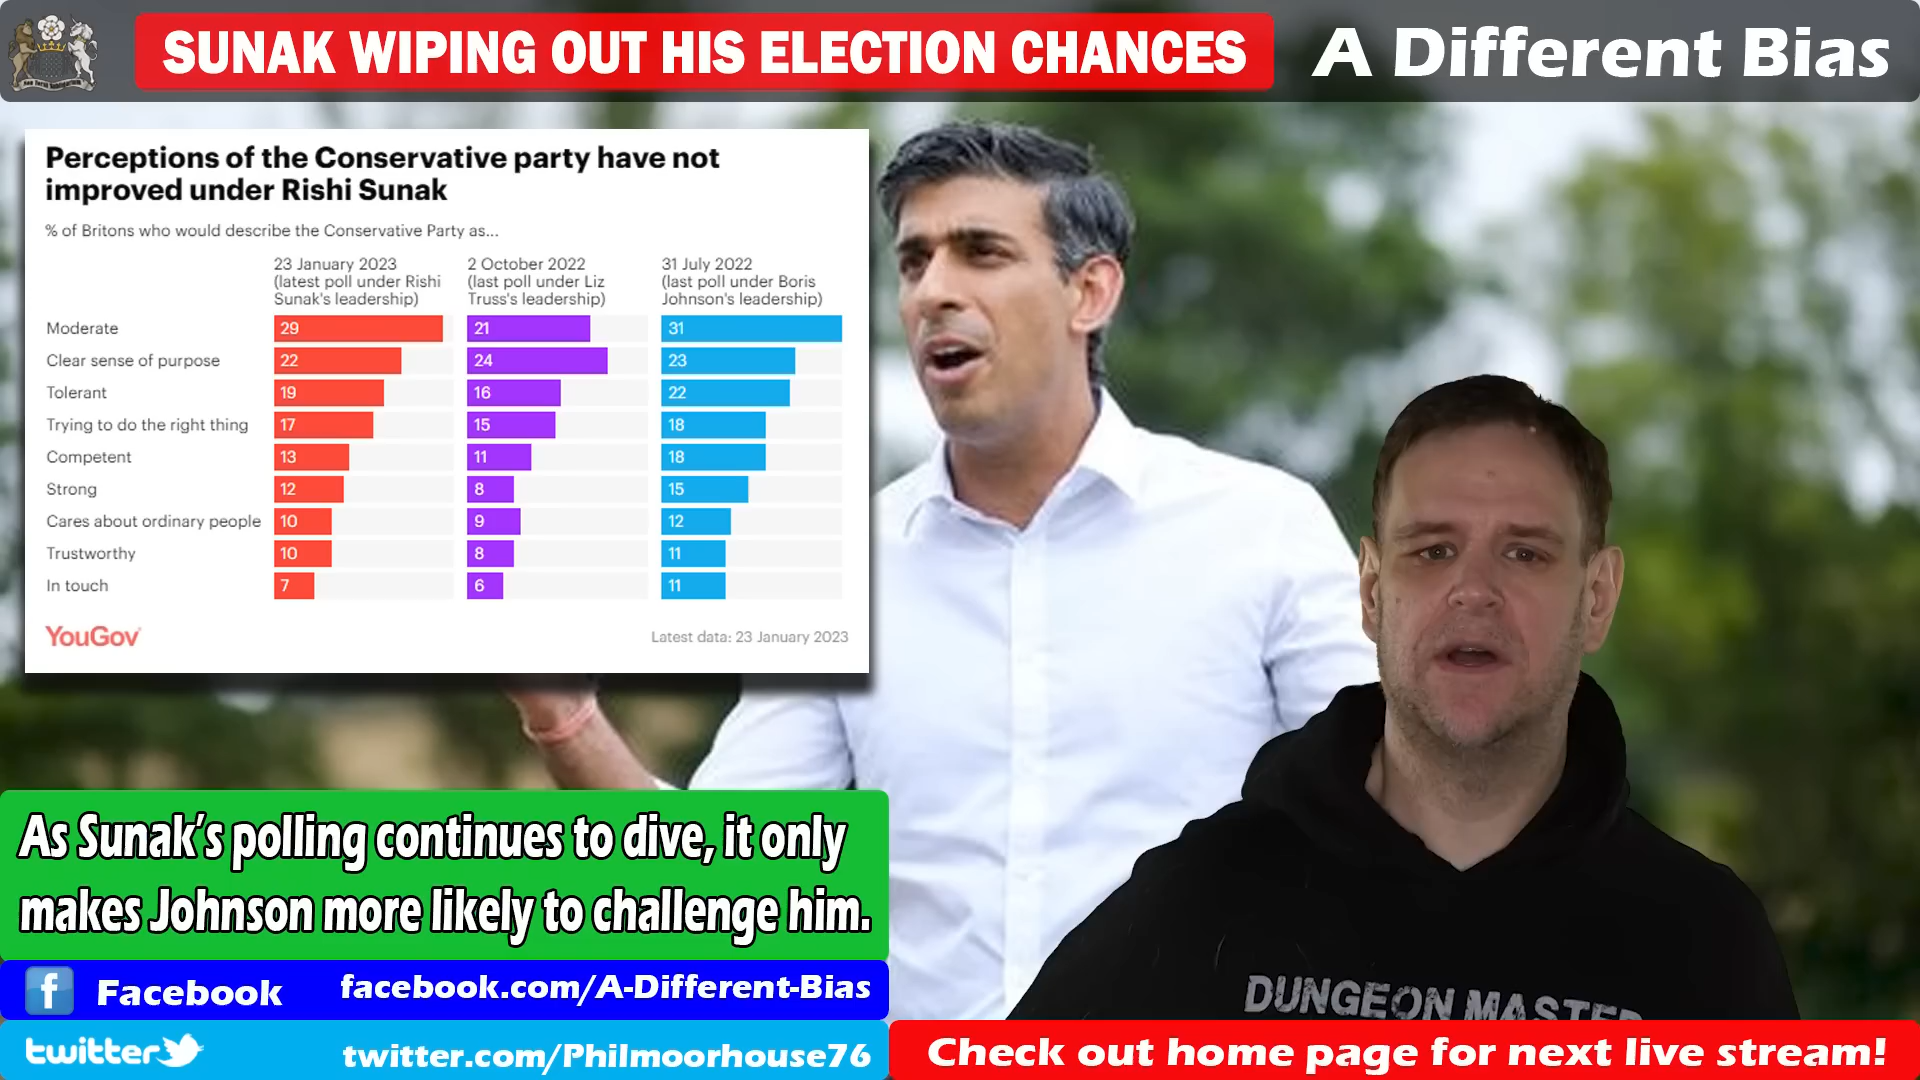 SUNAK WIPING OUT HIS ELECTION CHANCES
A Different Bias
Perceptions of the Conservative party have not
improved under Rishi Sunak
% of Britons who would describe the Conservative Party as...
23 January 2023
(latest poll under Rishi
Sunak's leadership)
2 October 2022
(last poll under Liz
Truss's leadership)
31 July 2022
(last poll under Boris
Johnson's leadership)
Moderate 29 21 31
Clear sense of purpose 22 24 23
Tolerant 19 16 22
Trying to do the right thing 17 15 18
Competent 13 11 18
Strong 12 8 15
Cares about ordinary people 10 9 12
Trustworthy 10 8 11
In touch 7 6 11
YouGov
Latest data: 23 January 2023
As Sunak's polling continues to dive, it only
makes Johnson more likely to challenge him.
f Facebook facebook.com/A-Different-Bias
twitter twitter.com/Philmoorhouse76
DUNGEON MASTER
Check out home page for next live stream!